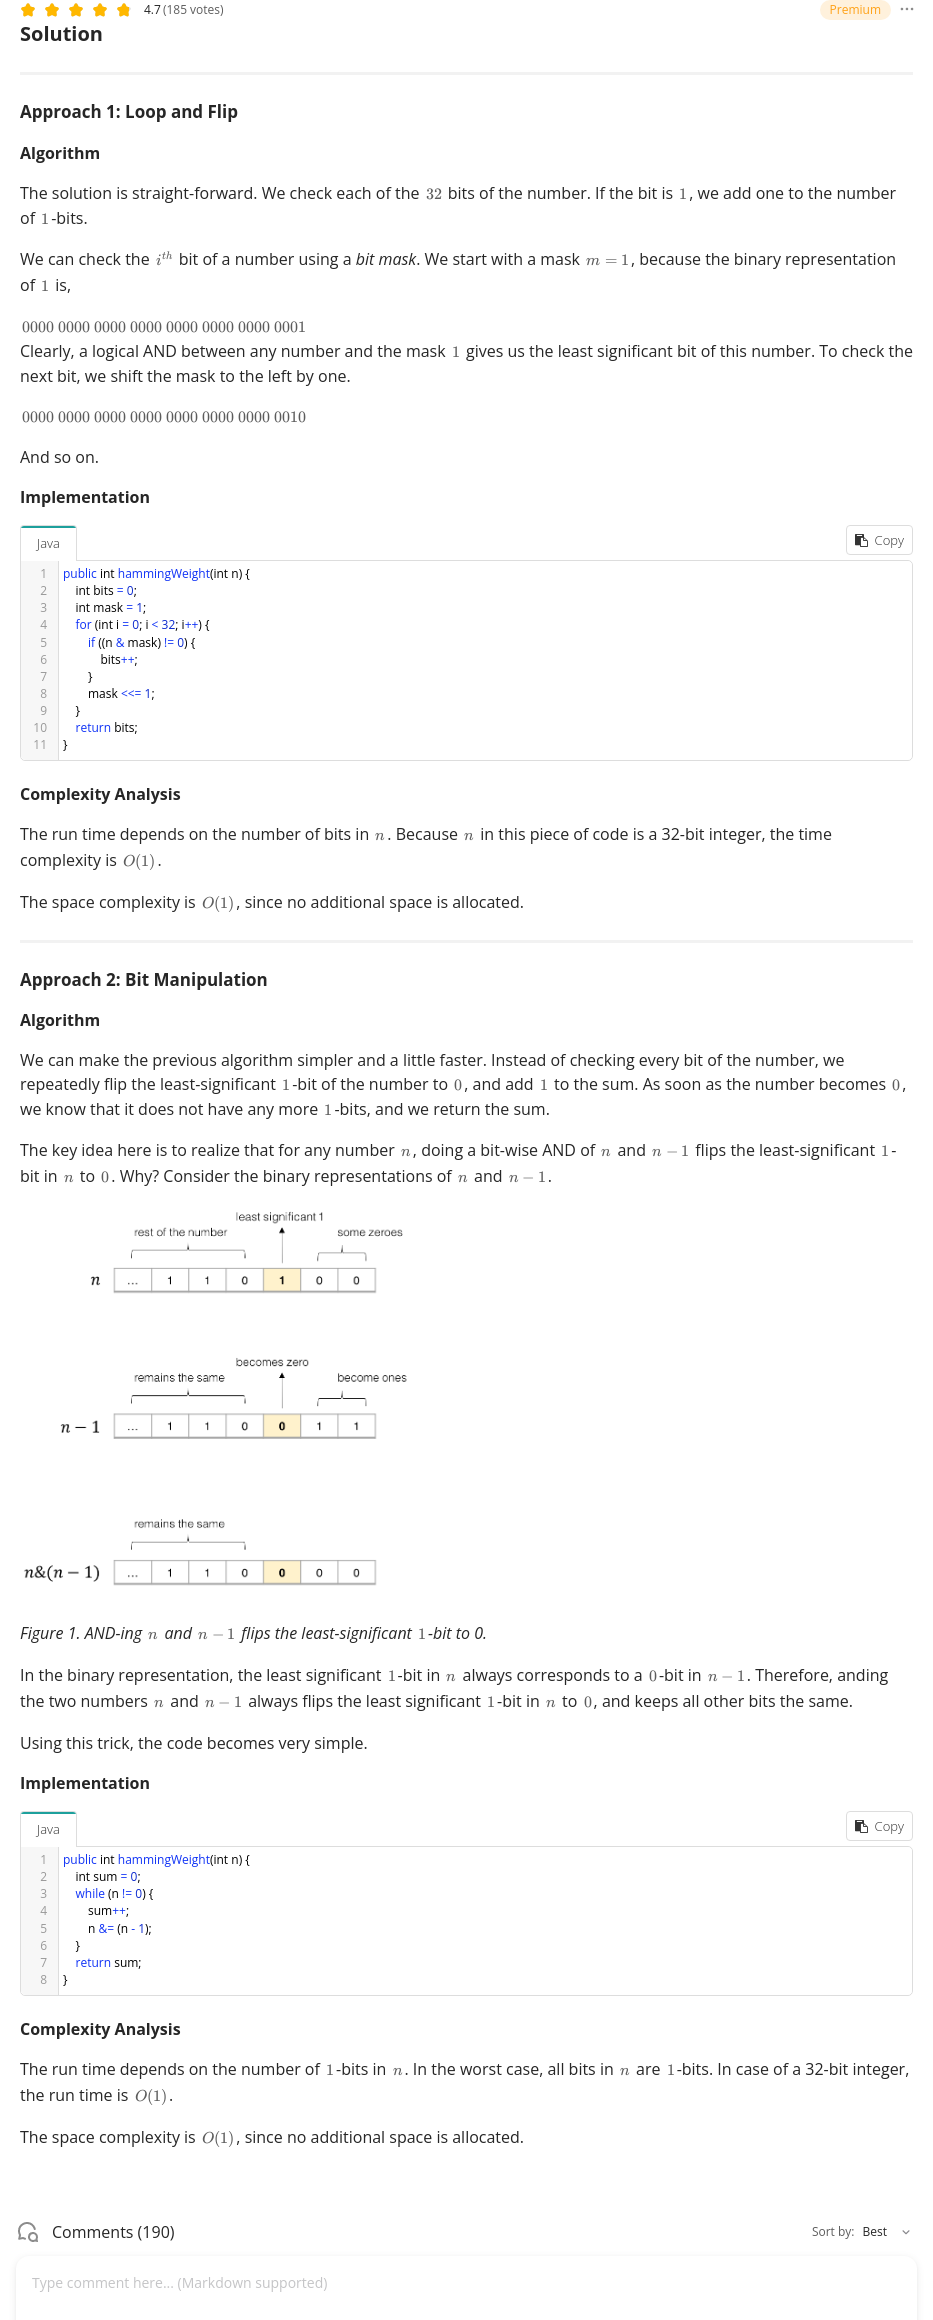 4.7 (185 votes)
Premium
Solution
Approach 1: Loop and Flip
Algorithm
The solution is straight-forward. We check each of the 32 bits of the number. If the bit is 1, we add one to the number
of 1-bits.
We can check the i^th bit of a number using a bit mask. We start with a mask m = 1, because the binary representation
of 1 is,
0000 0000 0000 0000 0000 0000 0000 0001
Clearly, a logical AND between any number and the mask 1 gives us the least significant bit of this number. To check the
next bit, we shift the mask to the left by one.
0000 0000 0000 0000 0000 0000 0000 0010
And so on.
Implementation
Java
Copy
1 public int hammingWeight(int n) {
2 int bits = 0;
3 int mask = 1;
4 for (int i = 0; i < 32; i++) {
5 if ((n & mask) != 0) {
6 bits++;
7 }
8 mask <<= 1;
9 }
10 return bits;
11 }
Complexity Analysis
The run time depends on the number of bits in n. Because n in this piece of code is a 32-bit integer, the time
complexity is O(1).
The space complexity is O(1), since no additional space is allocated.
Approach 2: Bit Manipulation
Algorithm
We can make the previous algorithm simpler and a little faster. Instead of checking every bit of the number, we
repeatedly flip the least-significant 1-bit of the number to 0, and add 1 to the sum. As soon as the number becomes 0,
we know that it does not have any more 1-bits, and we return the sum.
The key idea here is to realize that for any number n, doing a bit-wise AND of n and n − 1 flips the least-significant 1-
bit in n to 0. Why? Consider the binary representations of n and n − 1.
least significant 1
rest of the number some zeroes
n ... 1 1 0 1 0 0
becomes zero
remains the same become ones
n − 1 ... 1 1 0 0 1 1
remains the same
n&(n − 1) ... 1 1 0 0 0 0
Figure 1. AND-ing n and n − 1 flips the least-significant 1-bit to 0.
In the binary representation, the least significant 1-bit in n always corresponds to a 0-bit in n − 1. Therefore, anding
the two numbers n and n − 1 always flips the least significant 1-bit in n to 0, and keeps all other bits the same.
Using this trick, the code becomes very simple.
Implementation
Java
Copy
1 public int hammingWeight(int n) {
2 int sum = 0;
3 while (n != 0) {
4 sum++;
5 n &= (n - 1);
6 }
7 return sum;
8 }
Complexity Analysis
The run time depends on the number of 1-bits in n. In the worst case, all bits in n are 1-bits. In case of a 32-bit integer,
the run time is O(1).
The space complexity is O(1), since no additional space is allocated.
Comments (190)
Sort by: Best
Type comment here... (Markdown supported)